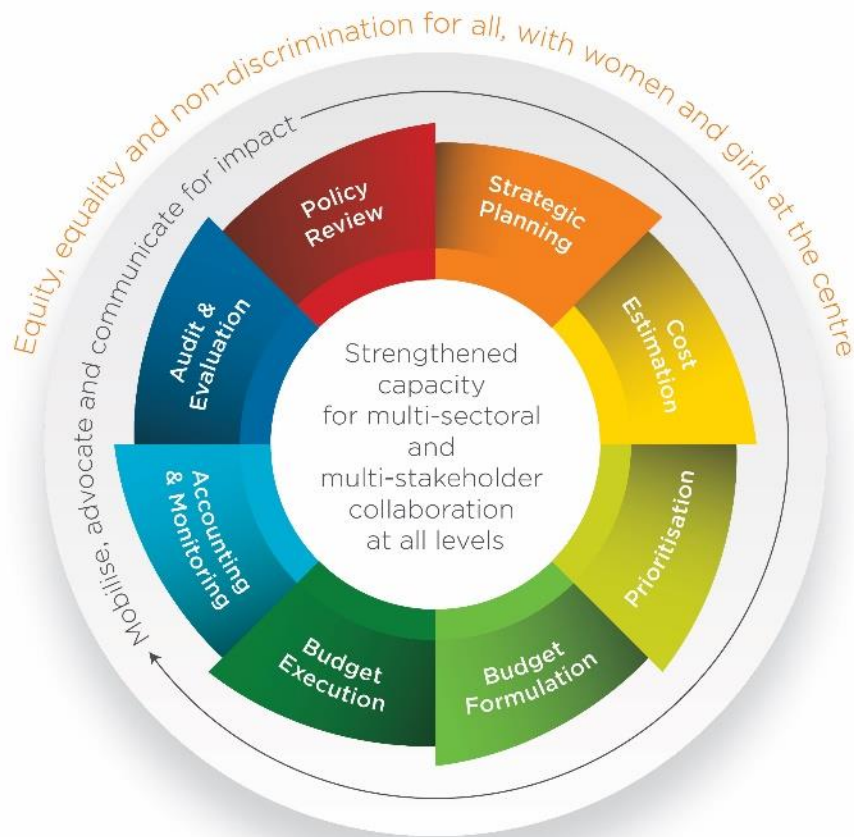 Equity, equality and non-discrimination for all, with women and girls at the centre
Mobilise, advocate and communicate for impact
Policy
Review
Strategic
Planning
Cost
Estimation
Prioritisation
Budget
Formulation
Budget
Execution
Accounting
& Monitoring
Audit &
Evaluation
Strengthened
capacity
for multi-sectoral
and
multi-stakeholder
collaboration
at all levels